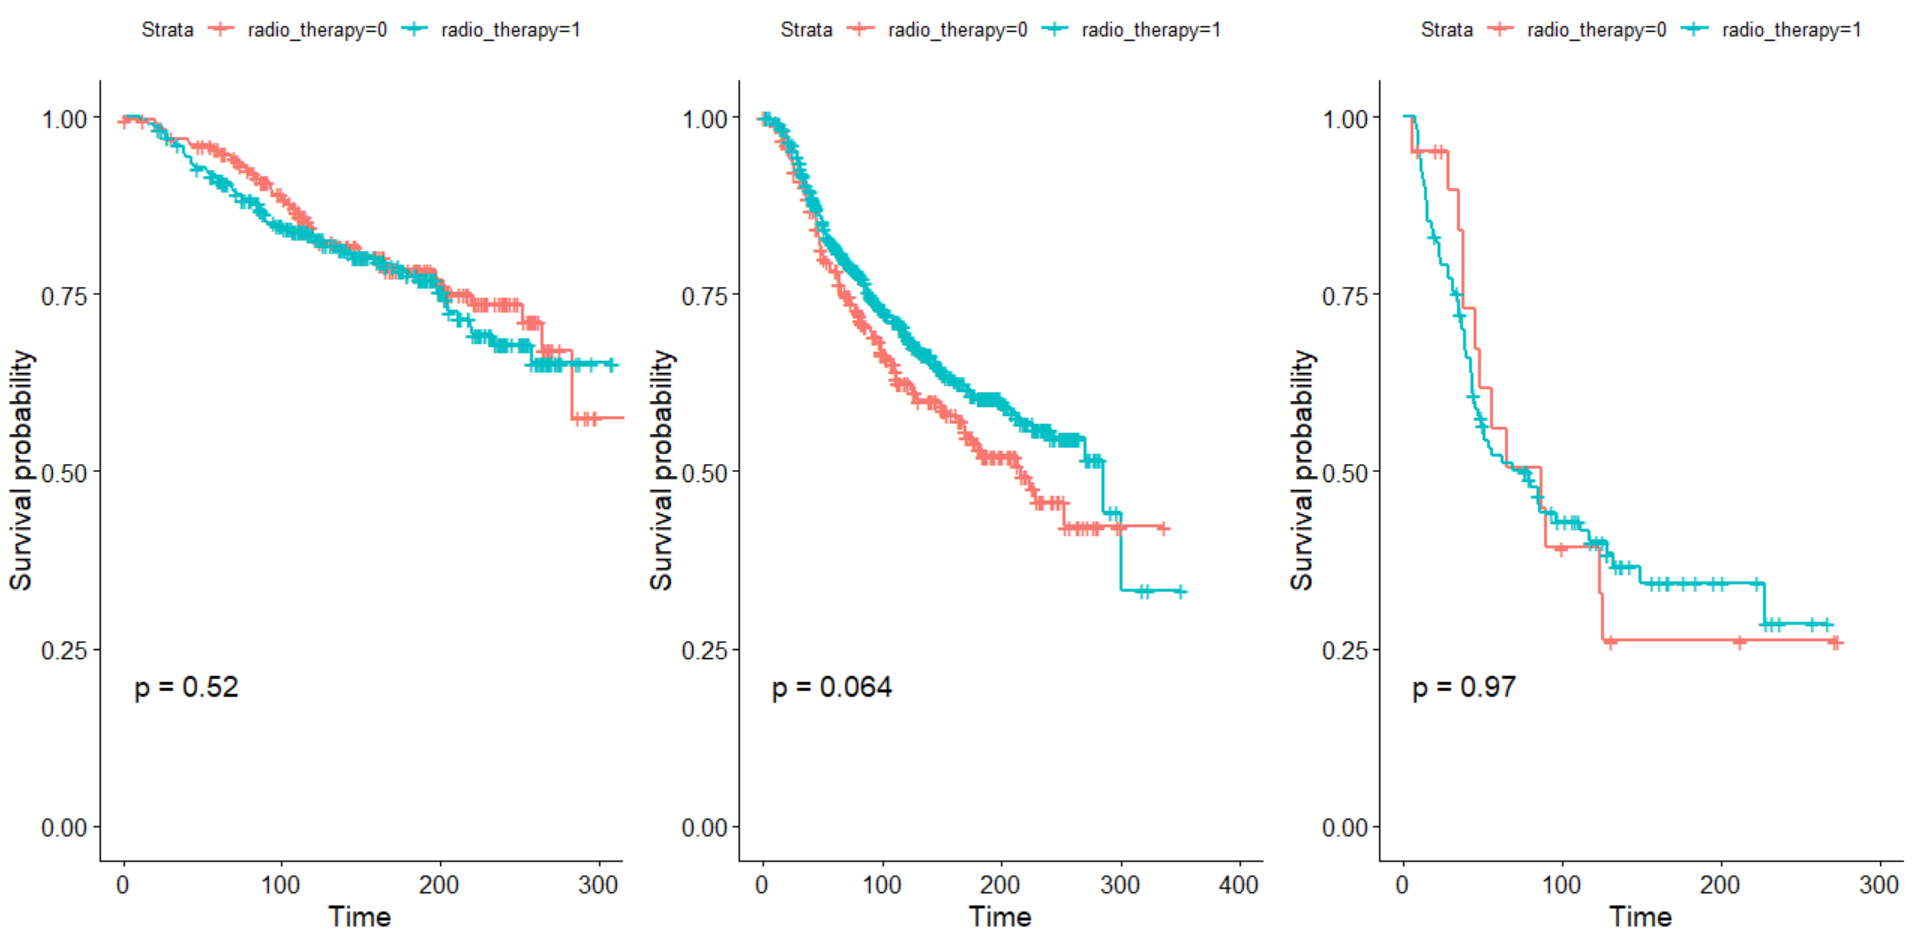 Strata radio_therapy=0 radio_therapy=1
1.00
0.75
0.50
0.25
0.00
Survival probability
p = 0.52
0 100 200 300
Time
Strata radio_therapy=0 radio_therapy=1
1.00
0.75
0.50
0.25
0.00
Survival probability
p = 0.064
0 100 200 300 400
Time
Strata radio_therapy=0 radio_therapy=1
1.00
0.75
0.50
0.25
0.00
Survival probability
p = 0.97
0 100 200 300
Time